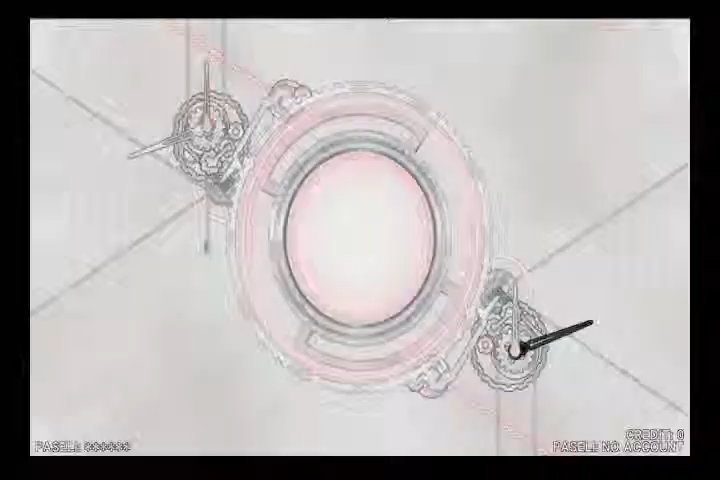 CREDIT: 0
PASELI: ******
PASELI: NO ACCOUNT